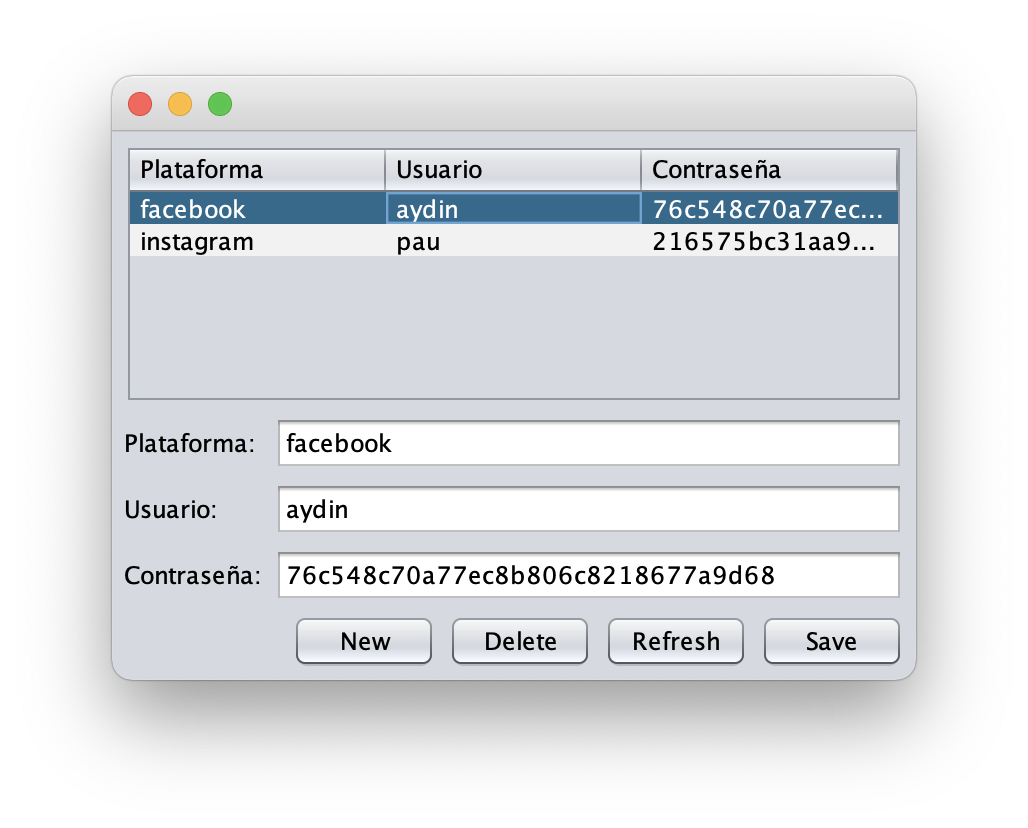 Plataforma Usuario Contraseña
facebook aydin 76c548c70a77ec...
instagram pau 216575bc31aa9...
Plataforma: facebook
Usuario: aydin
Contraseña: 76c548c70a77ec8b806c8218677a9d68
New Delete Refresh Save